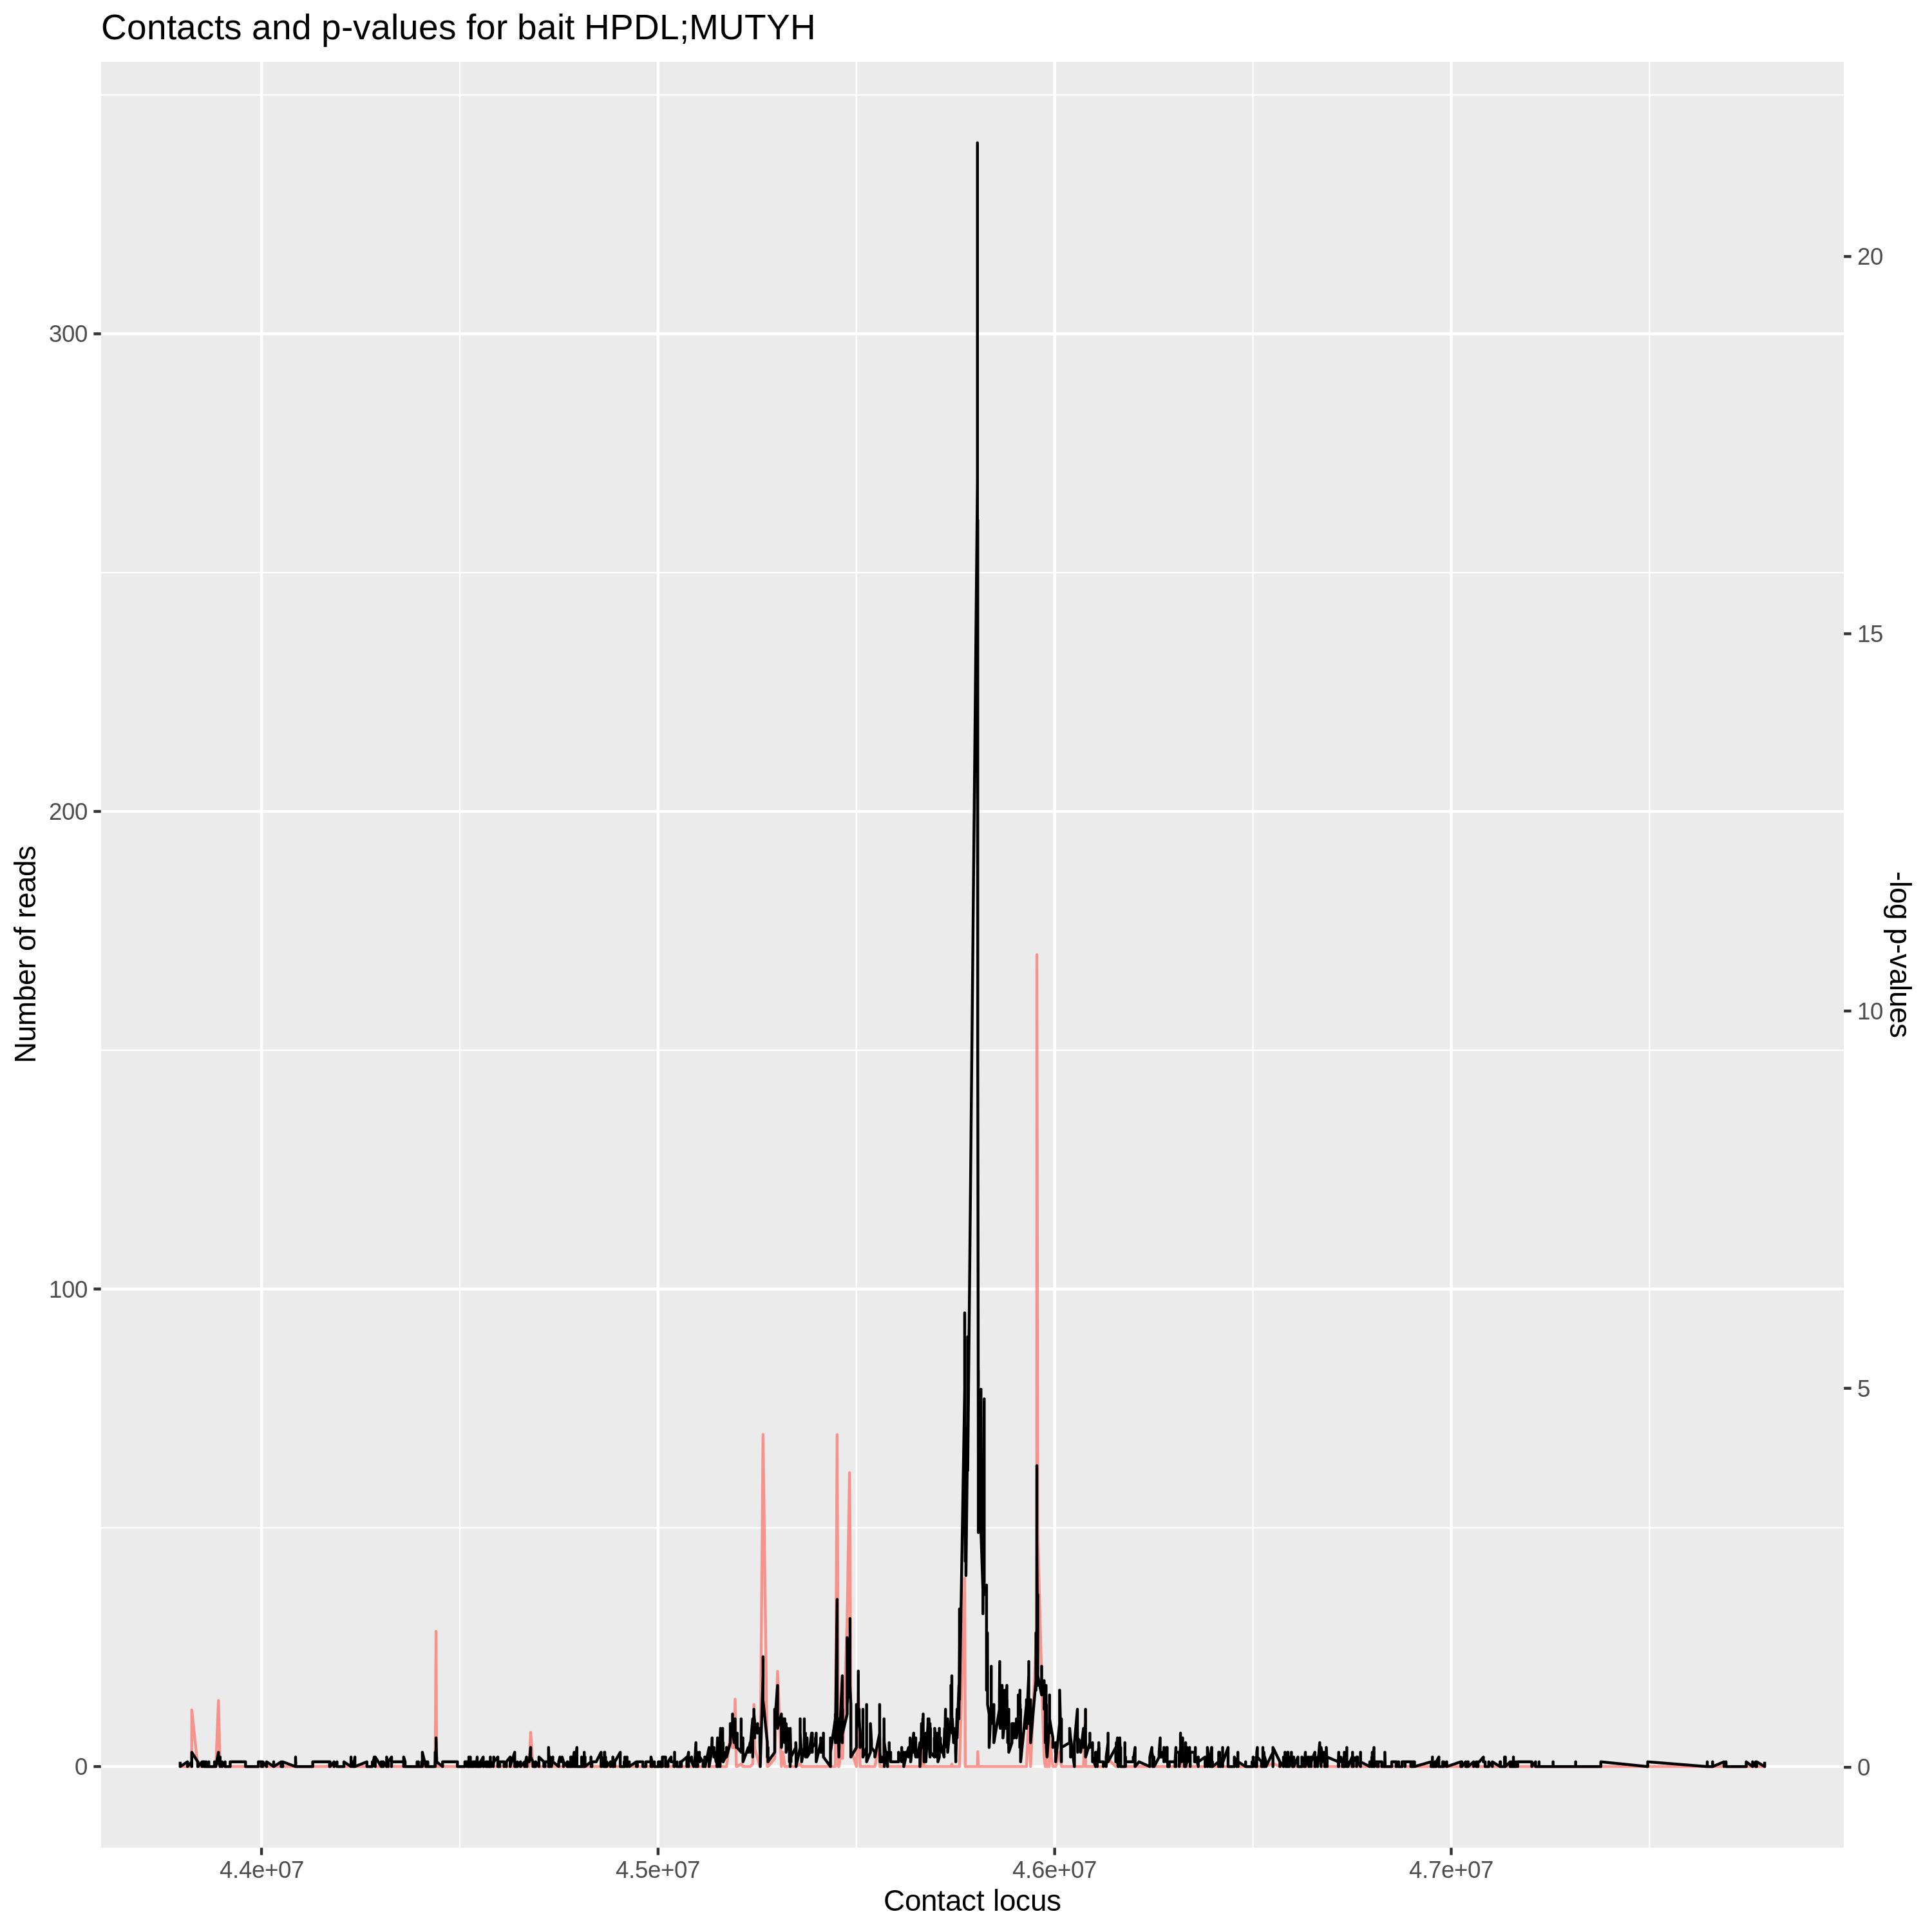 Contacts and p-values for bait HPDL;MUTYH
Number of reads
300
200
100
0
20
15
10
5
0
-log p-values
4.4e+07 4.5e+07 4.6e+07 4.7e+07
Contact locus